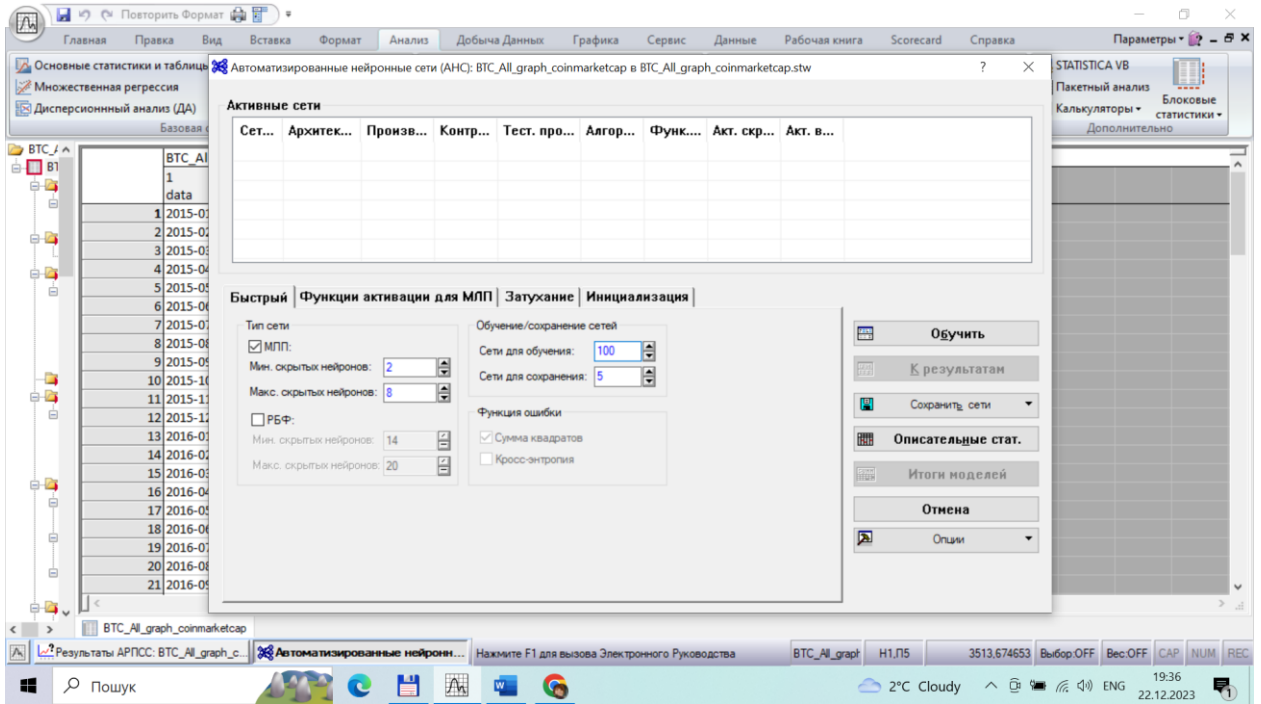 Повторить Формат
Главная Правка Вид Вставка Формат Анализ Добыча Данных Графика Сервис Данные Рабочая книга Scorecard Справка Параметры
Основные статистики и таблицы
Множественная регрессия
Дисперсионнный анализ (ДА)
Базовая
Автоматизированные нейронные сети (АНС): BTC_All_graph_coinmarketcap в BTC_All_graph_coinmarketcap.stw ?
STATISTICA VB
Пакетный анализ
Калькуляторы
Блоковые
статистики
Дополнительно
Активные сети
Сет... Архитек... Произв... Контр... Тест. про... Алгор... Функ.... Акт. скр... Акт. в...
BTC_Al
1
data
1 2015-01
2 2015-02
3 2015-03
4 2015-04
5 2015-05
6 2015-06
7 2015-07
8 2015-08
9 2015-09
10 2015-10
11 2015-11
12 2015-12
13 2016-01
14 2016-02
15 2016-03
16 2016-04
17 2016-05
18 2016-06
19 2016-07
20 2016-08
21 2016-09
Быстрый Функции активации для МЛП Затухание Инициализация
Тип сети
МЛП:
Мин. скрытых нейронов: 2
Макс. скрытых нейронов: 8
РБФ:
Мин. скрытых нейронов: 14
Макс. скрытых нейронов: 20
Обучение/сохранение сетей
Сети для обучения: 100
Сети для сохранения: 5
Функция ошибки
Сумма квадратов
Кросс-энтропия
Обучить
К результатам
Сохранить сети
Описательные стат.
Итоги моделей
Отмена
Опции
BTC_All_graph_coinmarketcap
Результаты АРПСС: BTC_All_graph_c... Автоматизированные нейронн... Нажмите F1 для вызова Электронного Руководства BTC_All_graph Н1,П5 3513,674653 Выбор:OFF Вес:OFF CAP NUM REC
Пошук 2°C Cloudy ENG 19:36
22.12.2023
1